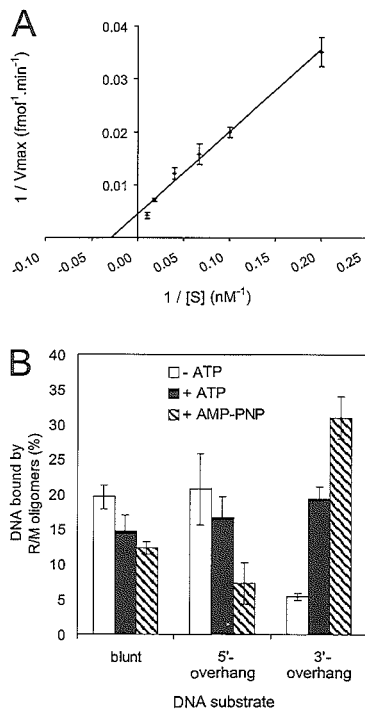 A
0.04
0.03
0.02
0.01
1 / Vmax (fmol¹.min⁻¹)
-0.10
-0.05
0.00
0.05
0.10
0.15
0.20
0.25
1 / [S] (nM⁻¹)
B
40
35
30
25
20
15
10
5
0
DNA bound by
R/M oligomers (%)
- ATP
+ ATP
+ AMP-PNP
blunt
5'-
overhang
3'-
overhang
DNA substrate